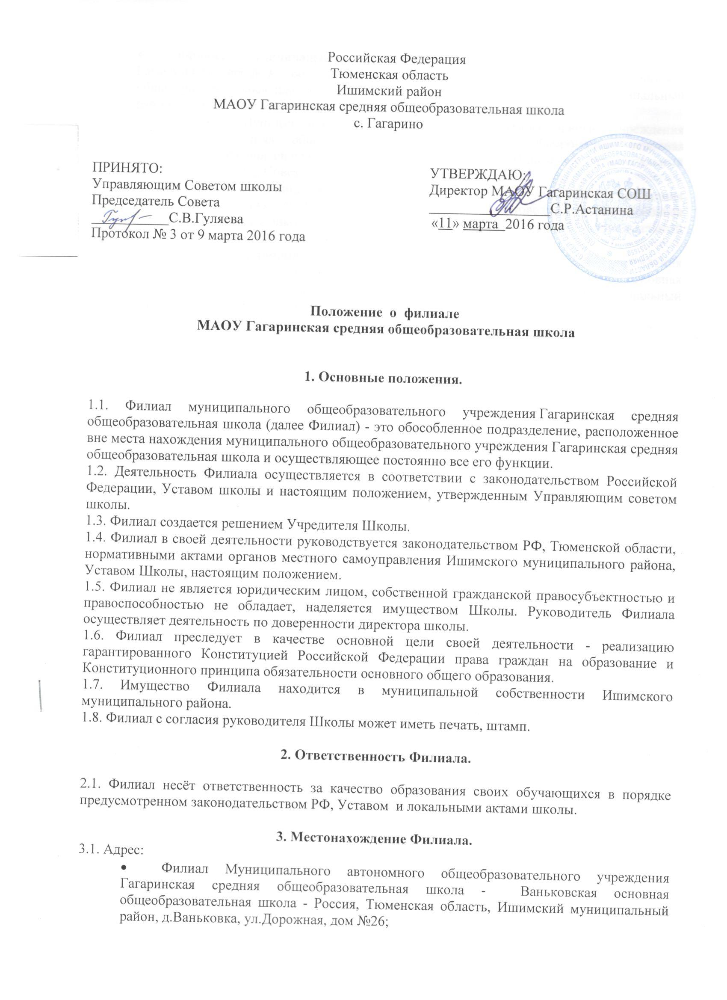 Российская Федерация
Тюменская область
Ишимский район
МАОУ Гагаринская средняя общеобразовательная школа
с. Гагарино
ПРИНЯТО:
Управляющим Советом школы
Председатель Совета
___________С.В.Гуляева
Протокол № 3 от 9 марта 2016 года
УТВЕРЖДАЮ:
Директор МАОУ Гагаринская СОШ
_________________С.Р.Астанина
«11» марта 2016 года
Положение о филиале
МАОУ Гагаринская средняя общеобразовательная школа
1. Основные положения.
1.1. Филиал муниципального общеобразовательного учреждения Гагаринская средняя
общеобразовательная школа (далее Филиал) - это обособленное подразделение, расположенное
вне места нахождения муниципального общеобразовательного учреждения Гагаринская средняя
общеобразовательная школа и осуществляющее постоянно все его функции.
1.2. Деятельность Филиала осуществляется в соответствии с законодательством Российской
Федерации, Уставом школы и настоящим положением, утвержденным Управляющим советом
школы.
1.3. Филиал создается решением Учредителя Школы.
1.4. Филиал в своей деятельности руководствуется законодательством РФ, Тюменской области,
нормативными актами органов местного самоуправления Ишимского муниципального района,
Уставом Школы, настоящим положением.
1.5. Филиал не является юридическим лицом, собственной гражданской правосубъектностью и
правоспособностью не обладает, наделяется имуществом Школы. Руководитель Филиала
осуществляет деятельность по доверенности директора школы.
1.6. Филиал преследует в качестве основной цели своей деятельности - реализацию
гарантированного Конституцией Российской Федерации права граждан на образование и
Конституционного принципа обязательности основного общего образования.
1.7. Имущество Филиала находится в муниципальной собственности Ишимского
муниципального района.
1.8. Филиал с согласия руководителя Школы может иметь печать, штамп.
2. Ответственность Филиала.
2.1. Филиал несёт ответственность за качество образования своих обучающихся в порядке
предусмотренном законодательством РФ, Уставом и локальными актами школы.
3. Местонахождение Филиала.
3.1. Адрес:
• Филиал Муниципального автономного общеобразовательного учреждения
Гагаринская средняя общеобразовательная школа - Ваньковская основная
общеобразовательная школа - Россия, Тюменская область, Ишимский муниципальный
район, д.Ваньковка, ул.Дорожная, дом №26;